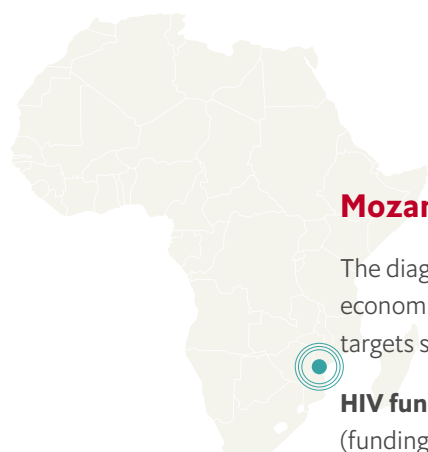 Mozar
The diag
econom
targets s
HIV fun
(funding